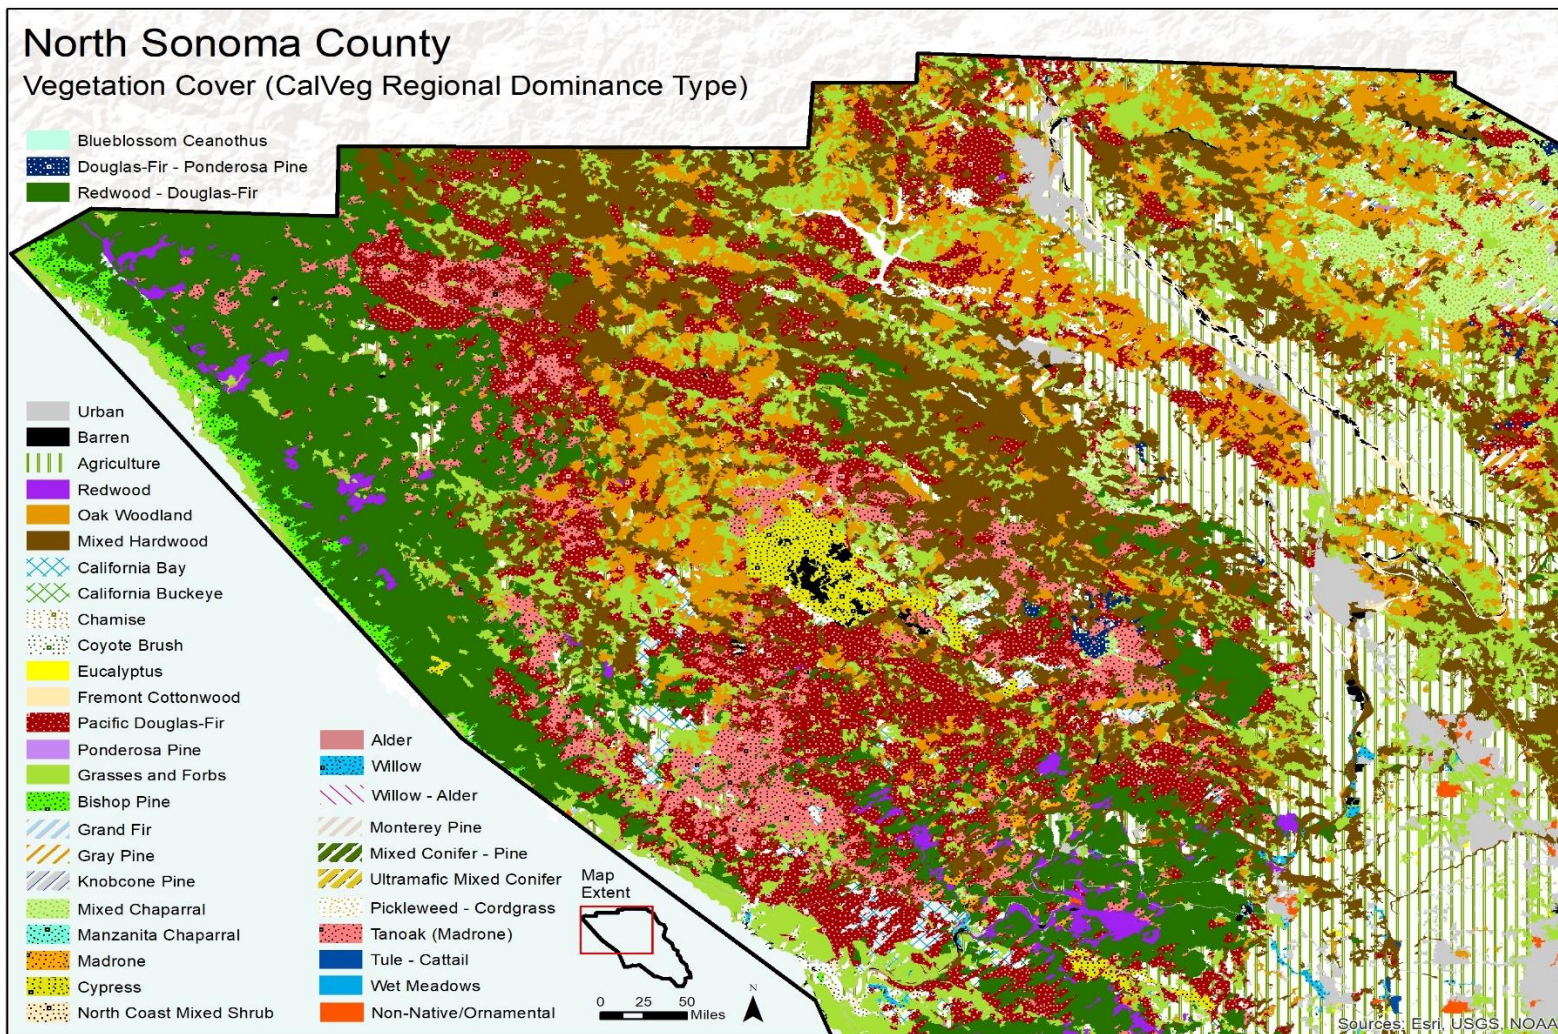 North Sonoma County
Vegetation Cover (CalVeg Regional Dominance Type)
Blueblossom Ceanothus
Douglas-Fir - Ponderosa Pine
Redwood - Douglas-Fir
Urban
Barren
Agriculture
Redwood
Oak Woodland
Mixed Hardwood
California Bay
California Buckeye
Chamise
Coyote Brush
Eucalyptus
Fremont Cottonwood
Pacific Douglas-Fir
Ponderosa Pine
Grasses and Forbs
Bishop Pine
Grand Fir
Gray Pine
Knobcone Pine
Mixed Chaparral
Manzanita Chaparral
Madrone
Cypress
North Coast Mixed Shrub
Alder
Willow
Willow - Alder
Monterey Pine
Mixed Conifer - Pine
Ultramafic Mixed Conifer
Pickleweed - Cordgrass
Tanoak (Madrone)
Tule - Cattail
Wet Meadows
Non-Native/Ornamental
Map
Extent
0 25 50
Miles
N
Sources: Esri, USGS, NOAA